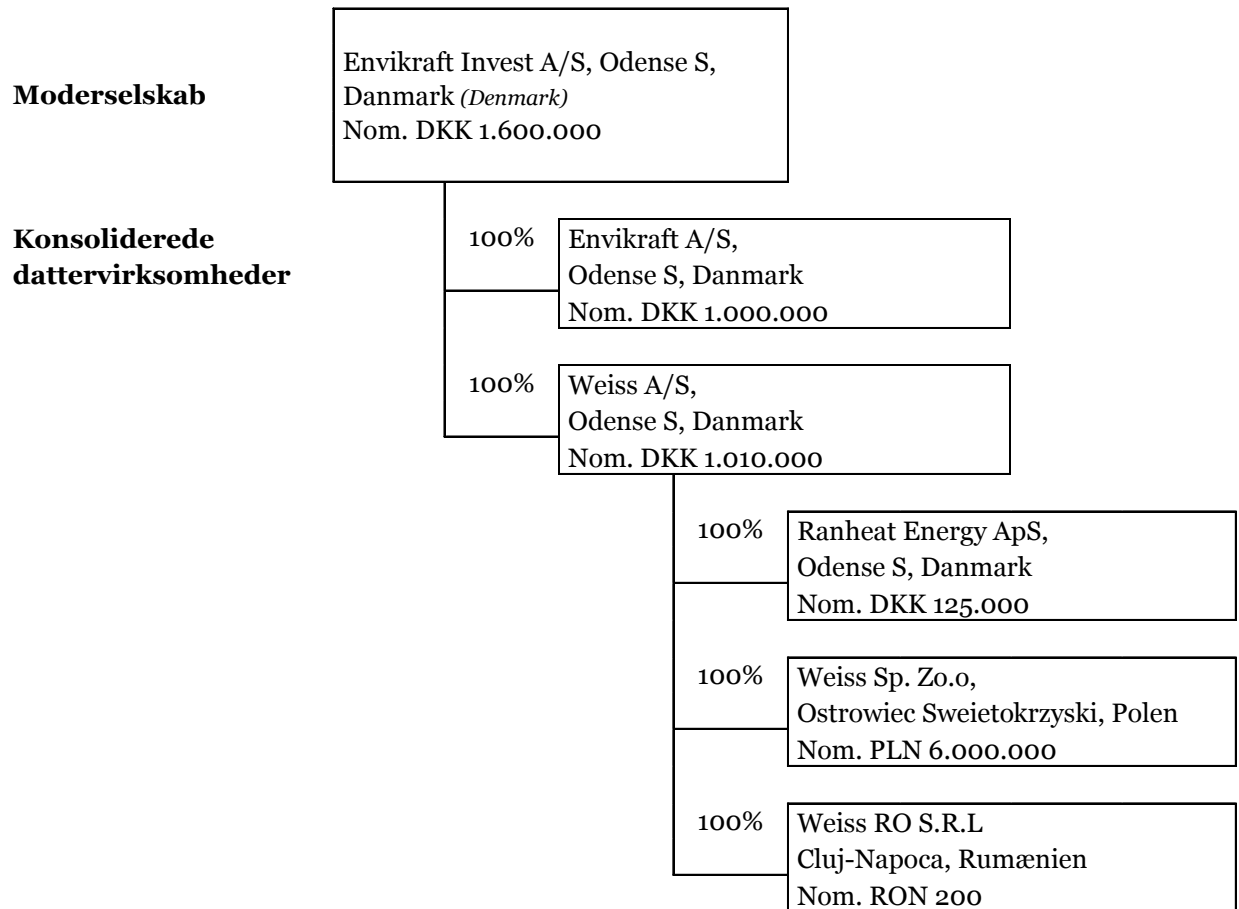 Moderselskab
Envikraft Invest A/S, Odense S,
Danmark (Denmark)
Nom. DKK 1.600.000
Konsoliderede
dattervirksomheder
100%
Envikraft A/S,
Odense S, Danmark
Nom. DKK 1.000.000
100%
Weiss A/S,
Odense S, Danmark
Nom. DKK 1.010.000
100%
Ranheat Energy ApS,
Odense S, Danmark
Nom. DKK 125.000
100%
Weiss Sp. Zo.o,
Ostrowiec Sweietokrzyski, Polen
Nom. PLN 6.000.000
100%
Weiss RO S.R.L
Cluj-Napoca, Rumænien
Nom. RON 200